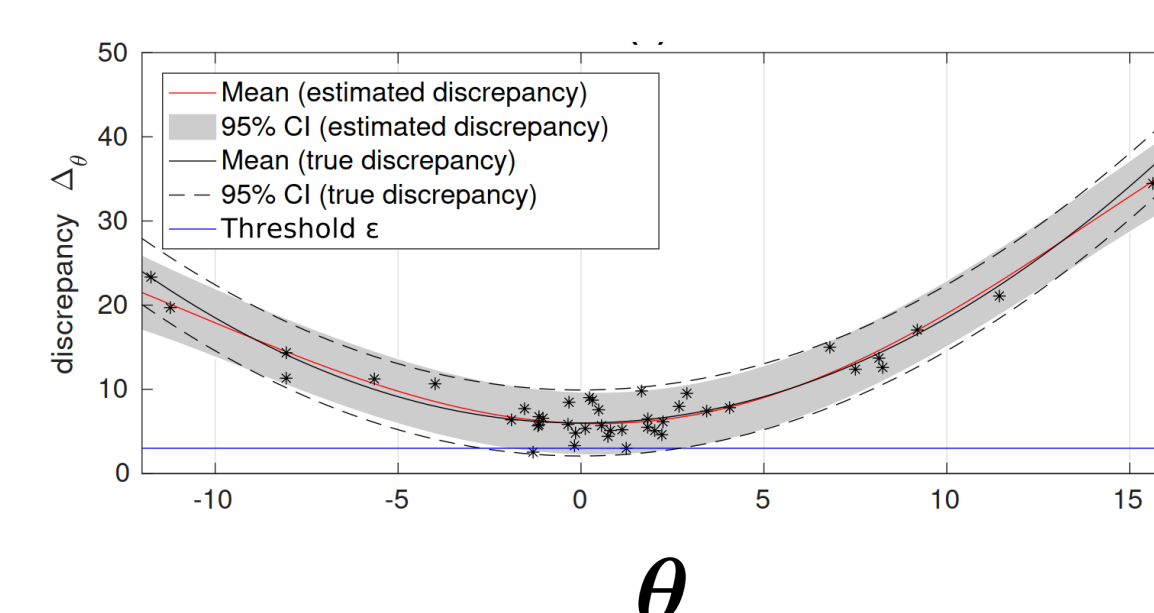 50
40
30
20
10
0
discrepancy Δθ
Mean (estimated discrepancy)
95% CI (estimated discrepancy)
Mean (true discrepancy)
95% CI (true discrepancy)
Threshold ε
-10 -5 0 5 10 15
θ